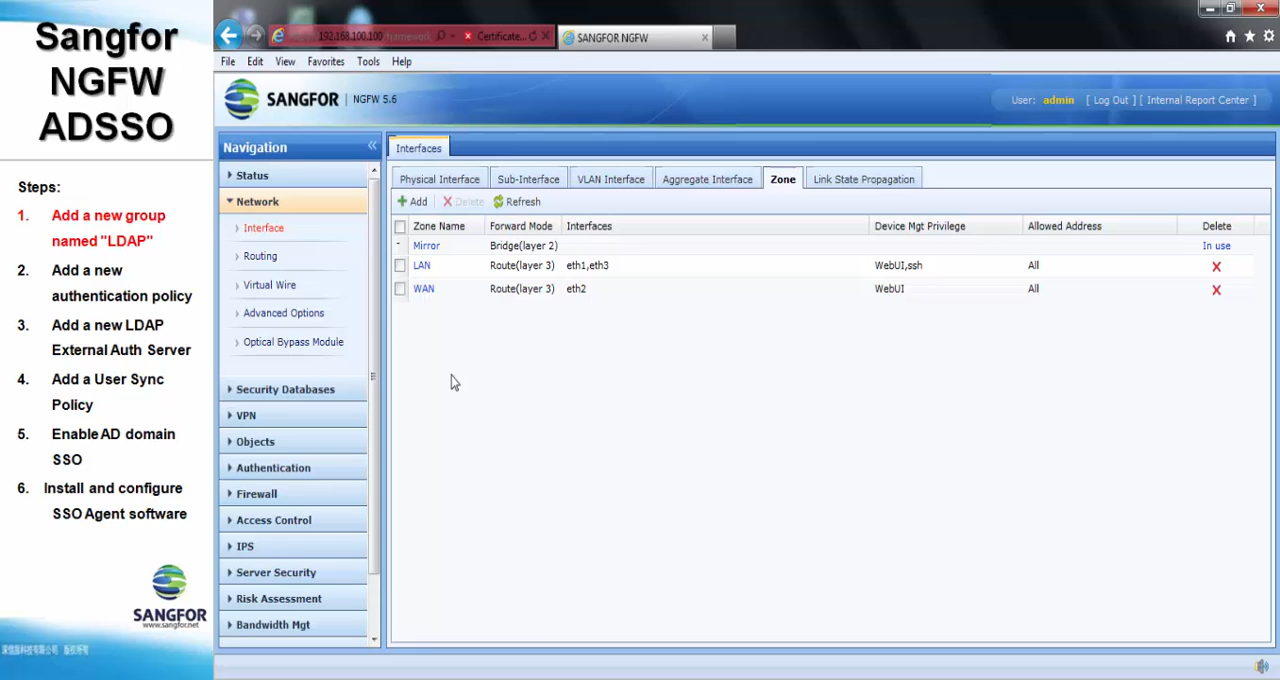 Sangfor
NGFW
ADSSO
Steps:
1. Add a new group
named "LDAP"
2. Add a new
authentication policy
3. Add a new LDAP
External Auth Server
4. Add a User Sync
Policy
5. Enable AD domain
SSO
6. Install and configure
SSO Agent software
SANGFOR
www.sangfor.net
192.168.100.100/framework Certificate... SANGFOR NGFW
File Edit View Favorites Tools Help
SANGFOR NGFW 5.6
User: admin [ Log Out ] [ Internal Report Center ]
Navigation
Status
Network
Interface
Routing
Virtual Wire
Advanced Options
Optical Bypass Module
Security Databases
VPN
Objects
Authentication
Firewall
Access Control
IPS
Server Security
Risk Assessment
Bandwidth Mgt
Interfaces
Physical Interface Sub-Interface VLAN Interface Aggregate Interface Zone Link State Propagation
Add Delete Refresh
Zone Name Forward Mode Interfaces Device Mgt Privilege Allowed Address Delete
- Mirror Bridge(layer 2) In use
LAN Route(layer 3) eth1,eth3 WebUI,ssh All
WAN Route(layer 3) eth2 WebUI All